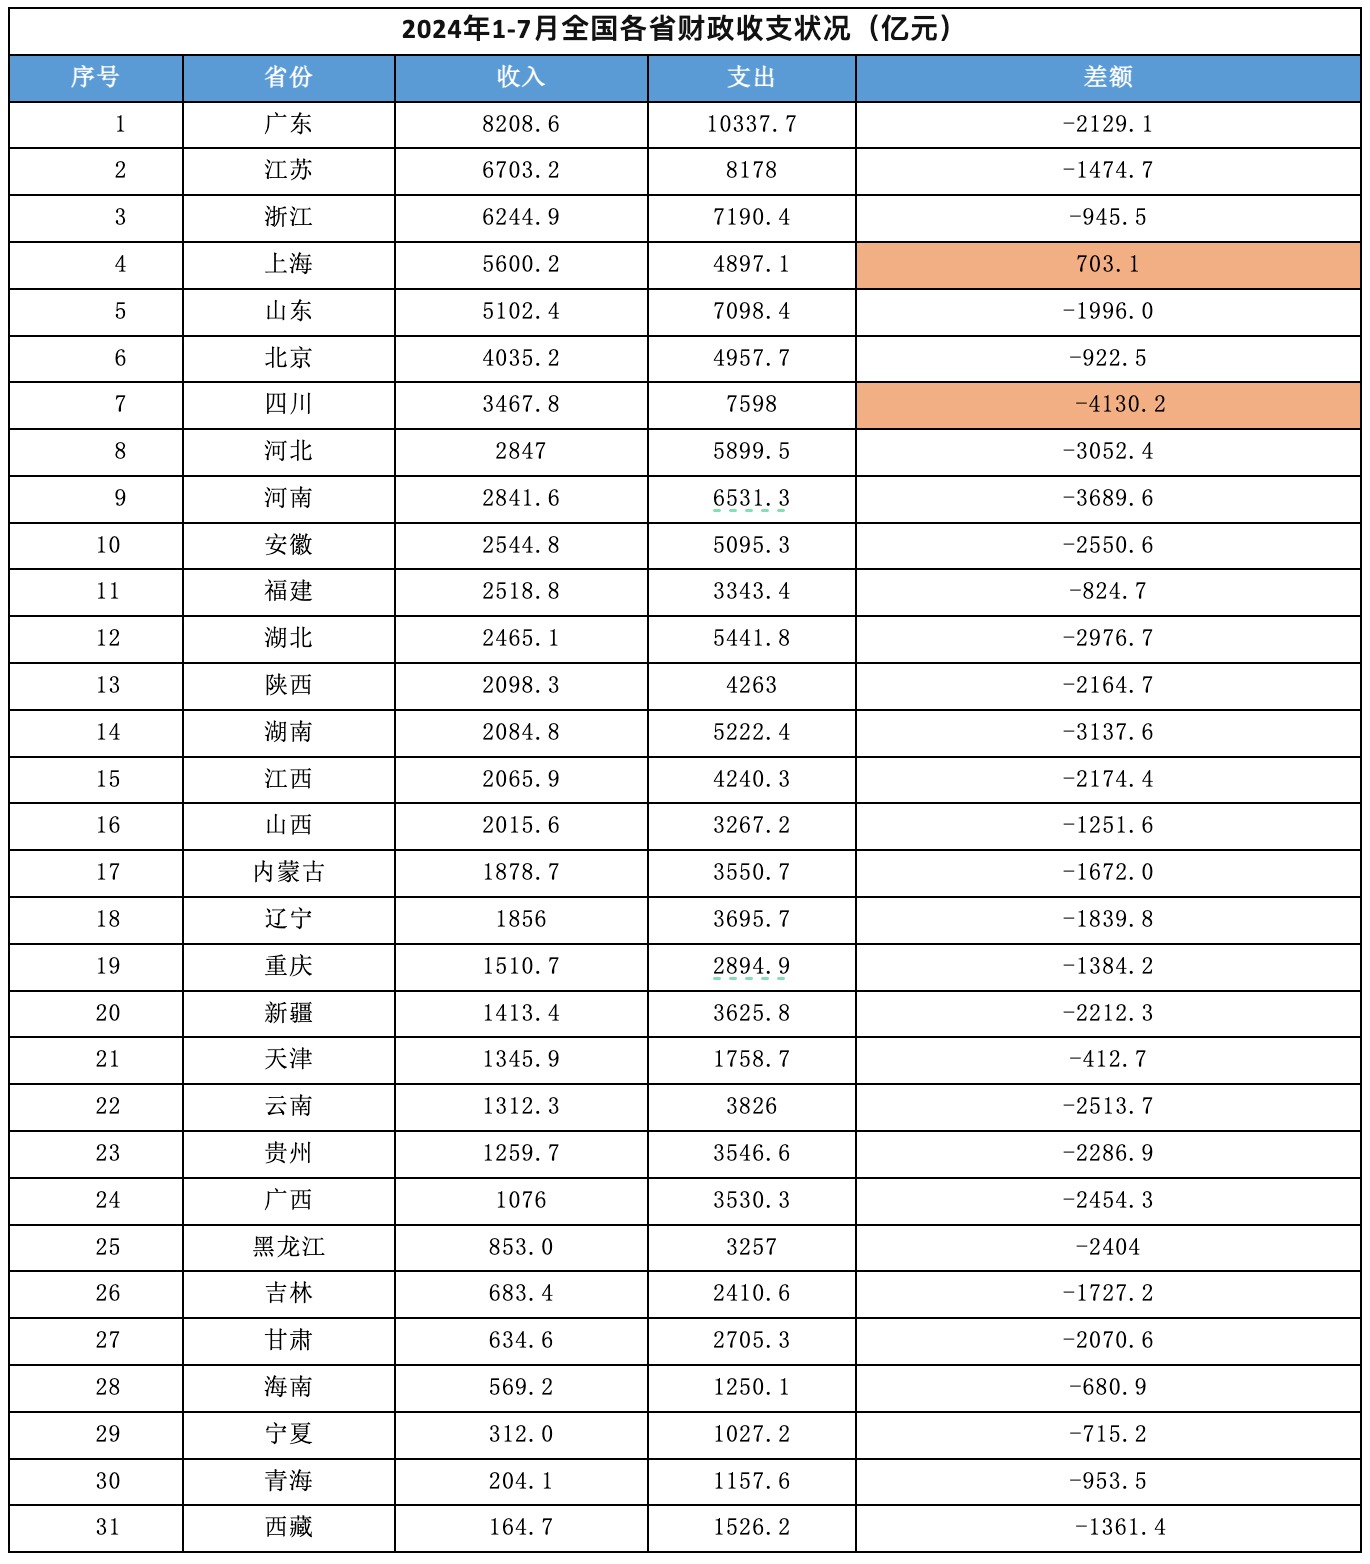 2024年1-7月全国各省财政收支状况（亿元）
序号 省份 收入 支出 差额
1 广东 8208.6 10337.7 -2129.1
2 江苏 6703.2 8178 -1474.7
3 浙江 6244.9 7190.4 -945.5
4 上海 5600.2 4897.1 703.1
5 山东 5102.4 7098.4 -1996.0
6 北京 4035.2 4957.7 -922.5
7 四川 3467.8 7598 -4130.2
8 河北 2847 5899.5 -3052.4
9 河南 2841.6 6531.3 -3689.6
10 安徽 2544.8 5095.3 -2550.6
11 福建 2518.8 3343.4 -824.7
12 湖北 2465.1 5441.8 -2976.7
13 陕西 2098.3 4263 -2164.7
14 湖南 2084.8 5222.4 -3137.6
15 江西 2065.9 4240.3 -2174.4
16 山西 2015.6 3267.2 -1251.6
17 内蒙古 1878.7 3550.7 -1672.0
18 辽宁 1856 3695.7 -1839.8
19 重庆 1510.7 2894.9 -1384.2
20 新疆 1413.4 3625.8 -2212.3
21 天津 1345.9 1758.7 -412.7
22 云南 1312.3 3826 -2513.7
23 贵州 1259.7 3546.6 -2286.9
24 广西 1076 3530.3 -2454.3
25 黑龙江 853.0 3257 -2404
26 吉林 683.4 2410.6 -1727.2
27 甘肃 634.6 2705.3 -2070.6
28 海南 569.2 1250.1 -680.9
29 宁夏 312.0 1027.2 -715.2
30 青海 204.1 1157.6 -953.5
31 西藏 164.7 1526.2 -1361.4